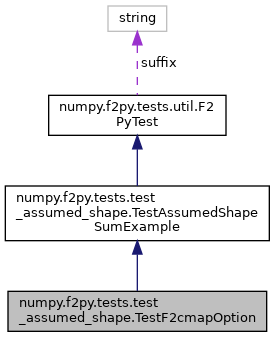 string
suffix
numpy.f2py.tests.util.F2
PyTest
numpy.f2py.tests.test
_assumed_shape.TestAssumedShape
SumExample
numpy.f2py.tests.test
_assumed_shape.TestF2cmapOption